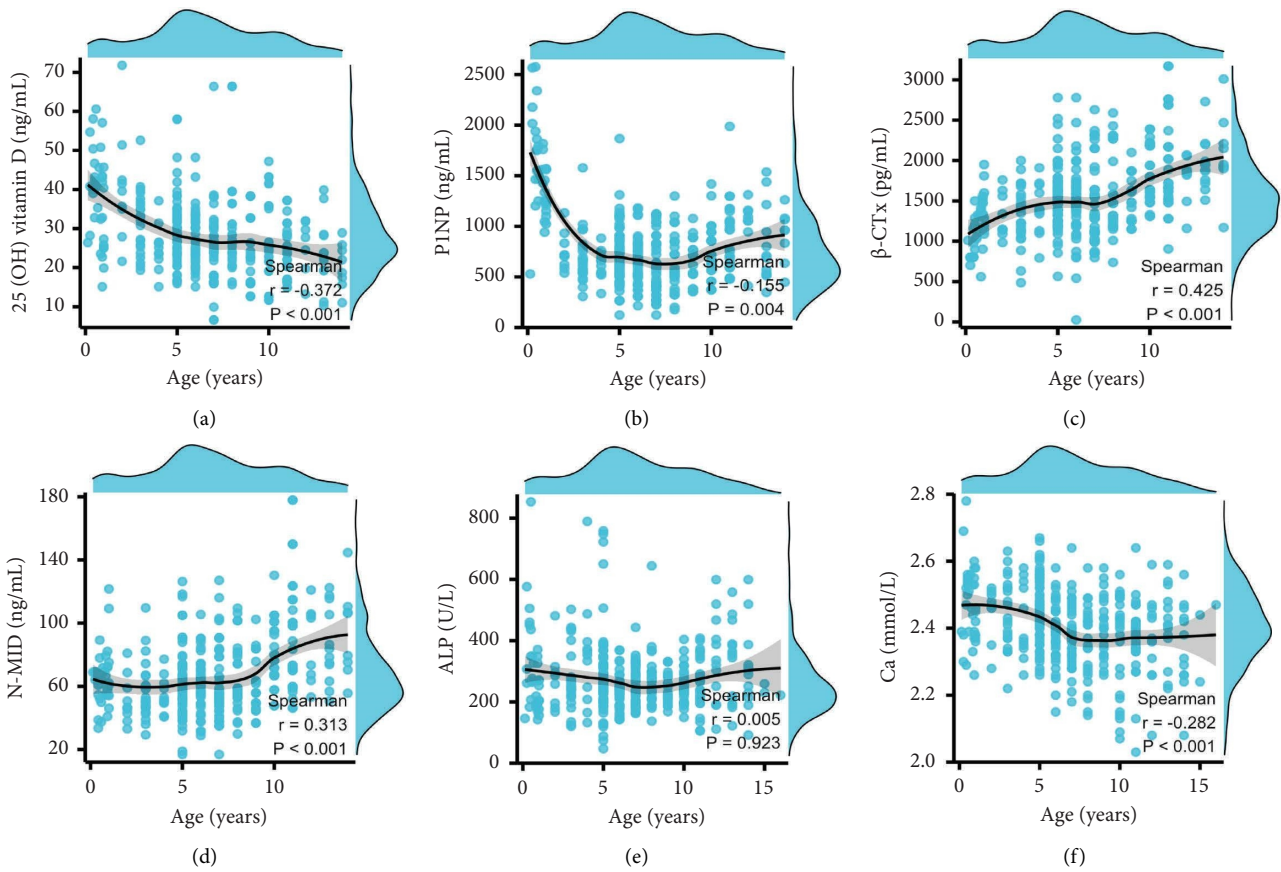 25 (OH) vitamin D (ng/mL)
70
60
50
40
30
20
10
Spearman
r = -0.372
P < 0.001
0
5
10
Age (years)
(a)
P1NP (ng/mL)
2500
2000
1500
1000
500
0
Spearman
r = -0.155
P = 0.004
0
5
10
Age (years)
(b)
β-CTx (pg/mL)
3000
2500
2000
1500
1000
500
0
Spearman
r = 0.425
P < 0.001
0
5
10
Age (years)
(c)
N-MID (ng/mL)
180
140
100
60
20
Spearman
r = 0.313
P < 0.001
0
5
10
Age (years)
(d)
ALP (U/L)
800
600
400
200
0
Spearman
r = 0.005
P = 0.923
0
5
10
15
Age (years)
(e)
Ca (mmol/L)
2.8
2.6
2.4
2.2
2.0
Spearman
r = -0.282
P < 0.001
0
5
10
15
Age (years)
(f)